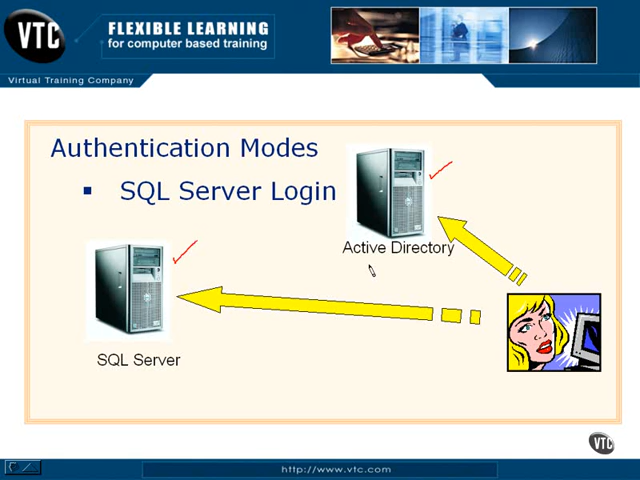 VTC
FLEXIBLE LEARNING
for computer based training
Virtual Training Company
Authentication Modes
▪ SQL Server Login
Active Directory
SQL Server
VTC
http://www.vtc.com